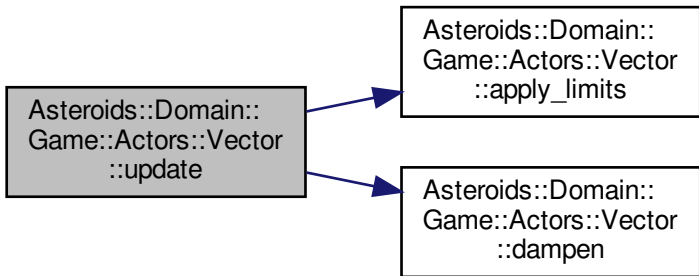 Asteroids::Domain::
Game::Actors::Vector
::update
Asteroids::Domain::
Game::Actors::Vector
::apply_limits
Asteroids::Domain::
Game::Actors::Vector
::dampen